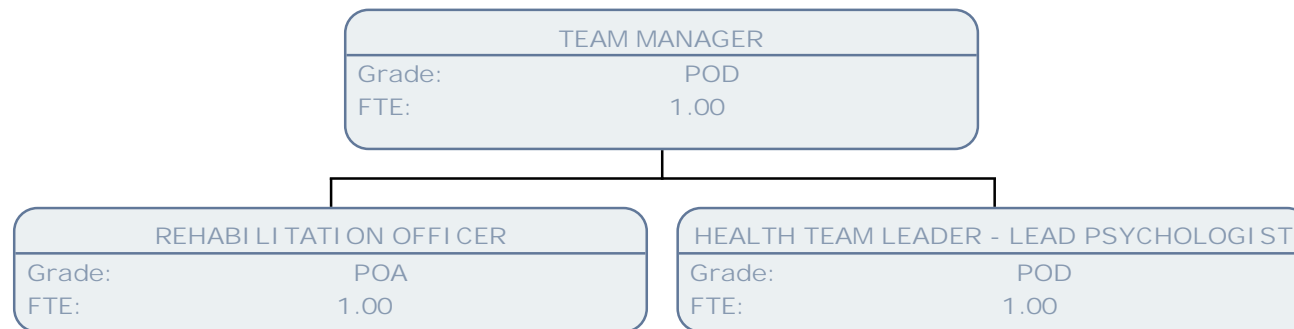 TEAM MANAGER
Grade: POD
FTE: 1.00
REHABILITATION OFFICER
Grade: POA
FTE: 1.00
HEALTH TEAM LEADER - LEAD PSYCHOLOGIST
Grade: POD
FTE: 1.00